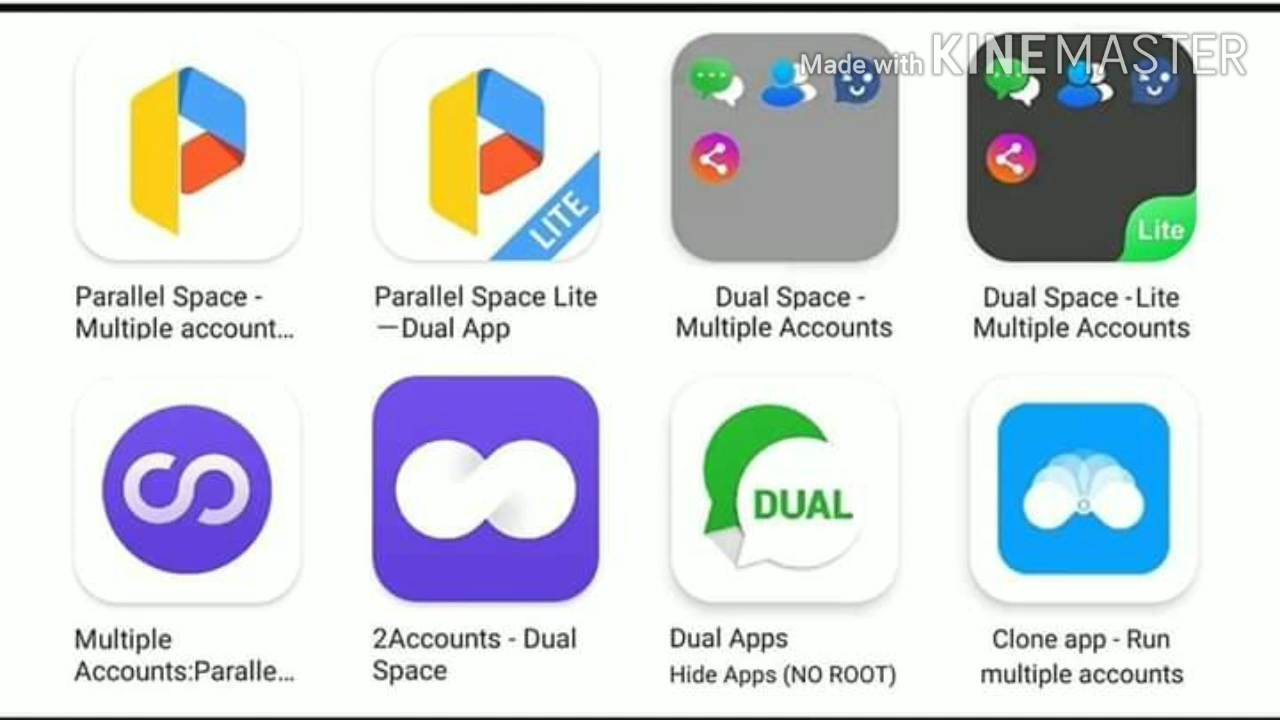 Made with KINEMASTER
LITE
Lite
Parallel Space -
Multiple account...
Parallel Space Lite
—Dual App
Dual Space -
Multiple Accounts
Dual Space -Lite
Multiple Accounts
DUAL
Multiple
Accounts:Paralle...
2Accounts - Dual
Space
Dual Apps
Hide Apps (NO ROOT)
Clone app - Run
multiple accounts